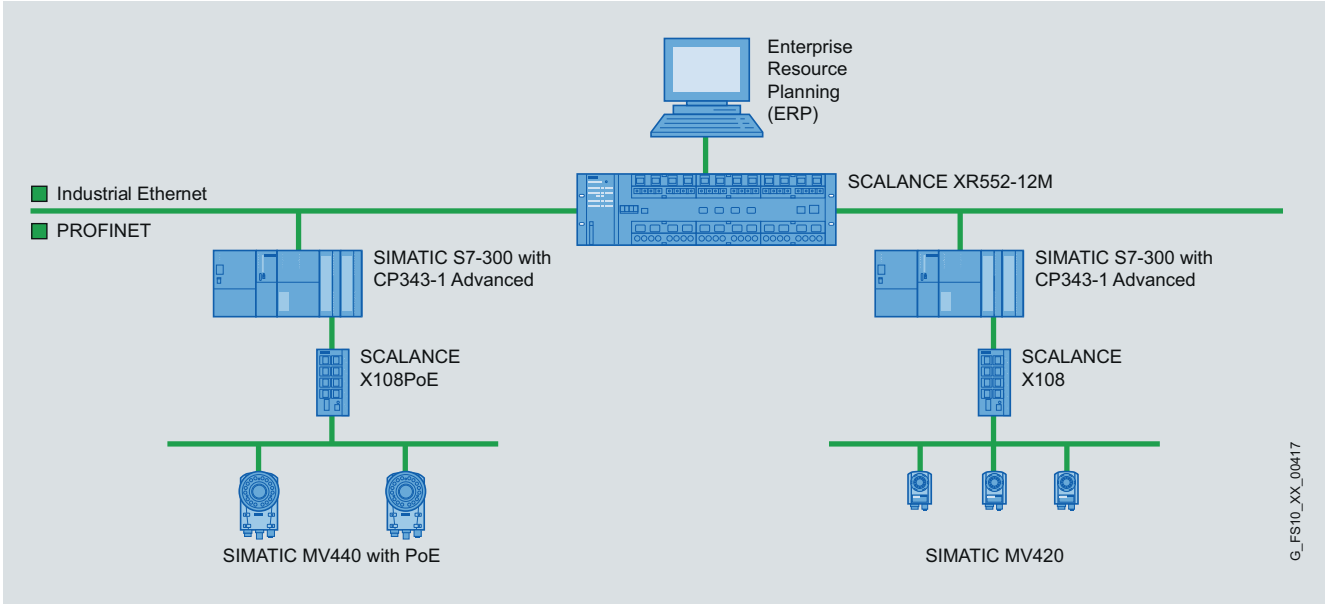 Enterprise
Resource
Planning
(ERP)
SCALANCE XR552-12M
Industrial Ethernet
PROFINET
SIMATIC S7-300 with
CP343-1 Advanced
SIMATIC S7-300 with
CP343-1 Advanced
SCALANCE
X108PoE
SCALANCE
X108
SIMATIC MV440 with PoE
SIMATIC MV420
G_FS10_XX_00417